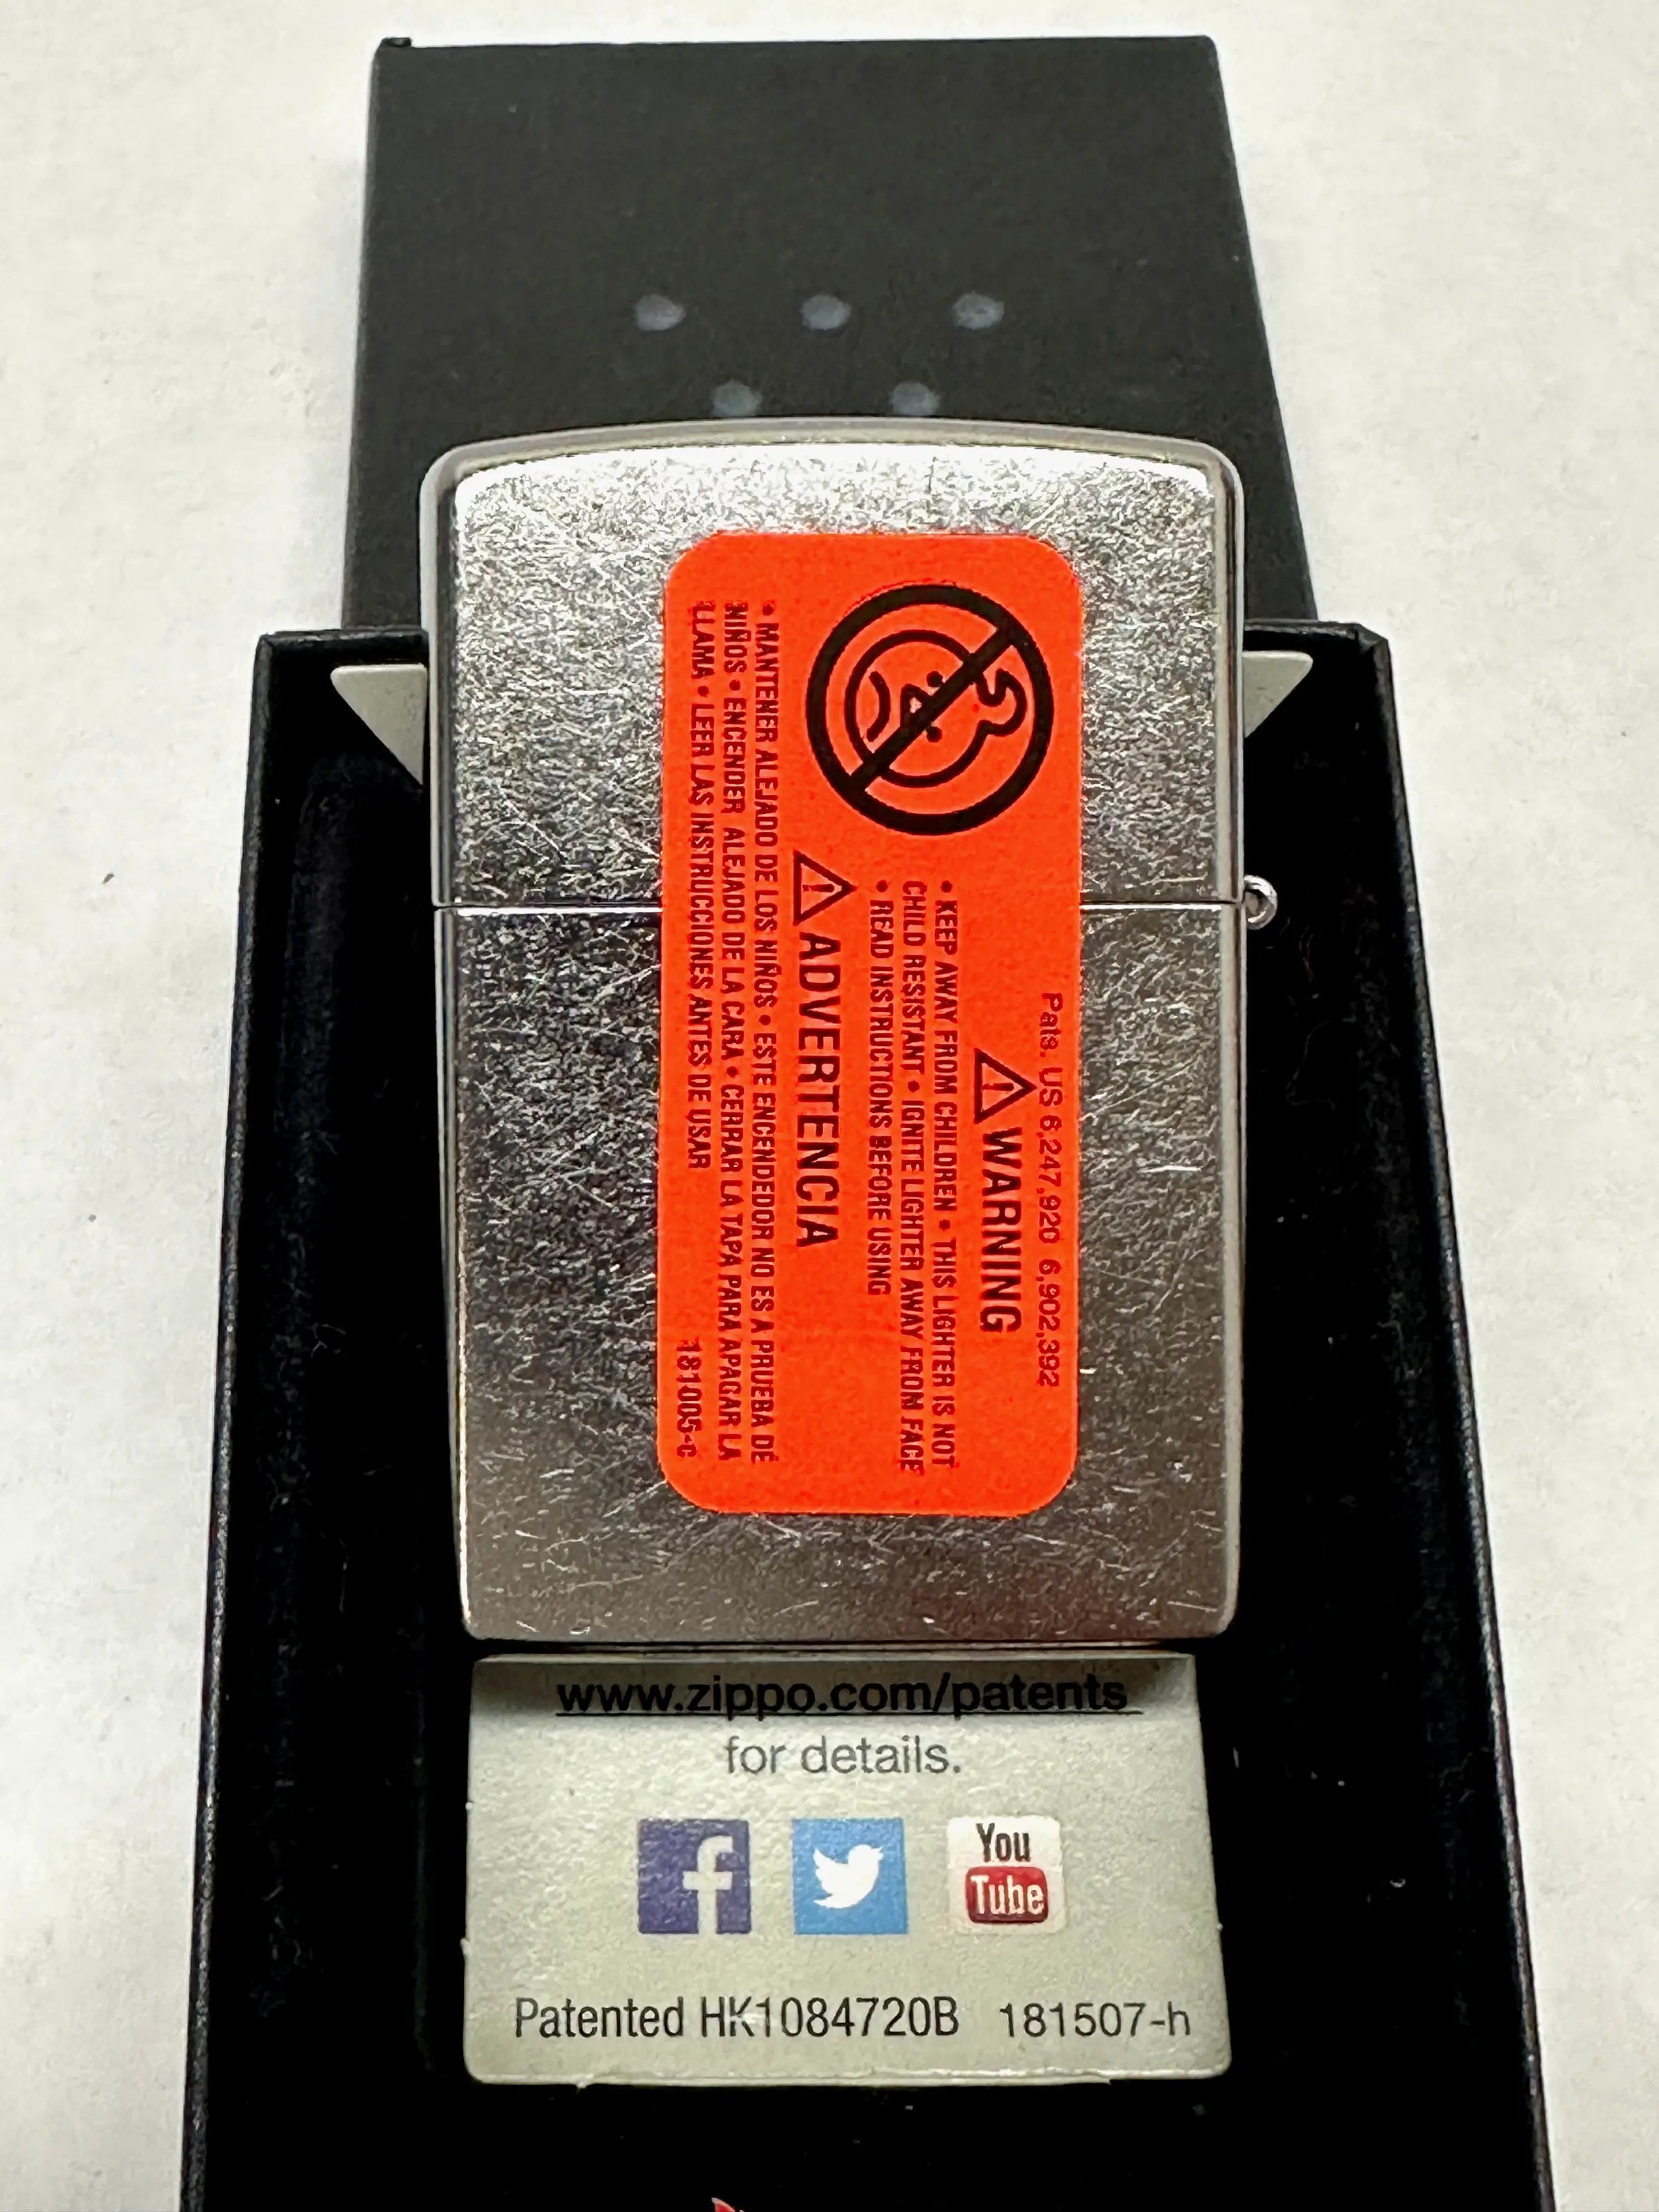 Pats. US 6,247,920 6,902,392
WARNING
• KEEP AWAY FROM CHILDREN • THIS LIGHTER IS NOT
CHILD RESISTANT • IGNITE LIGHTER AWAY FROM FACE
• READ INSTRUCTIONS BEFORE USING
ADVERTENCIA
• MANTENER ALEJADO DE LOS NIÑOS • ESTE ENCENDEDOR NO ES A PRUEBA DE
NIÑOS • ENCENDER ALEJADO DE LA CARA • CERRAR LA TAPA PARA APAGAR LA
LLAMA • LEER LAS INSTRUCCIONES ANTES DE USAR
181005-c
www.zippo.com/patents
for details.
f
You
Tube
Patented HK1084720B 181507-h